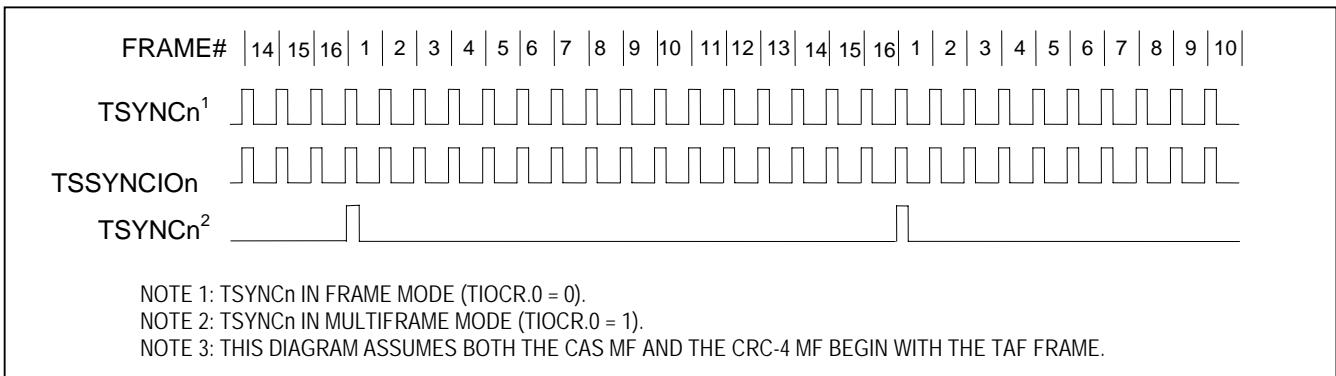 FRAME# 14 15 16 1 2 3 4 5 6 7 8 9 10 11 12 13 14 15 16 1 2 3 4 5 6 7 8 9 10
TSYNCn1
TSSYNCIOn
TSYNCn2
NOTE 1: TSYNCn IN FRAME MODE (TIOCR.0 = 0).
NOTE 2: TSYNCn IN MULTIFRAME MODE (TIOCR.0 = 1).
NOTE 3: THIS DIAGRAM ASSUMES BOTH THE CAS MF AND THE CRC-4 MF BEGIN WITH THE TAF FRAME.